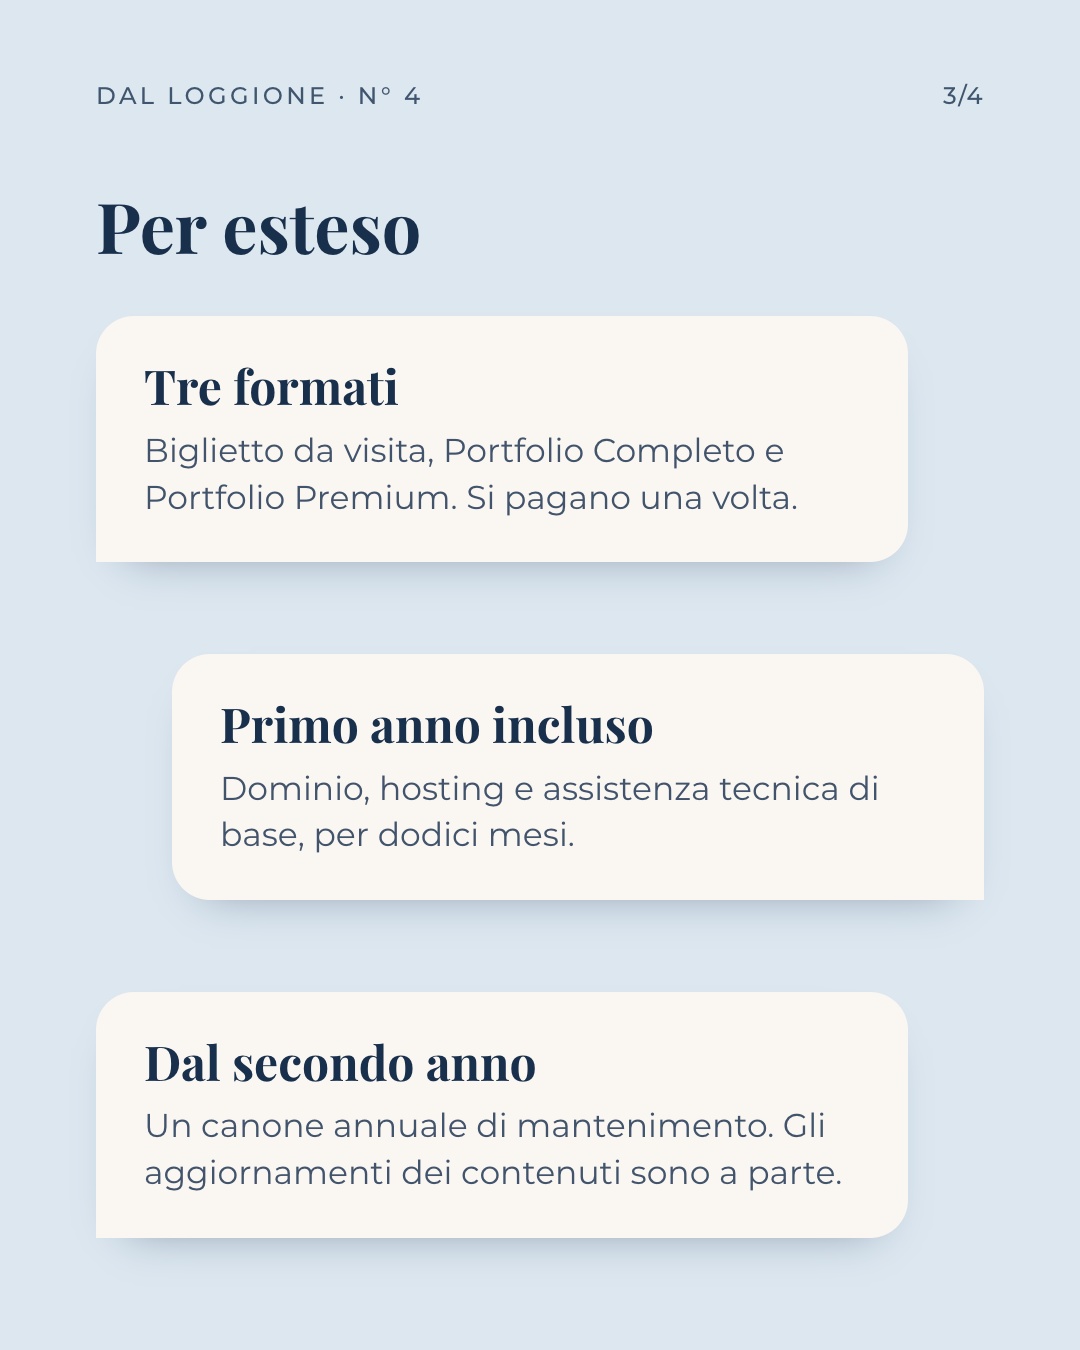 DAL LOGGIONE · N° 4
3/4
Per esteso
Tre formati
Biglietto da visita, Portfolio Completo e
Portfolio Premium. Si pagano una volta.
Primo anno incluso
Dominio, hosting e assistenza tecnica di
base, per dodici mesi.
Dal secondo anno
Un canone annuale di mantenimento. Gli
aggiornamenti dei contenuti sono a parte.